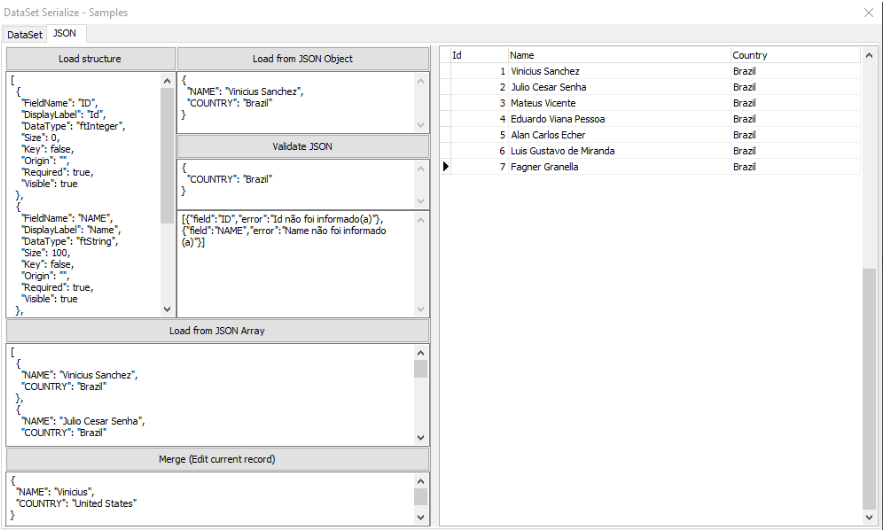 DataSet Serialize - Samples
DataSet JSON
Load structure
[
{
"FieldName": "ID",
"DisplayLabel": "Id",
"DataType": "ftInteger",
"Size": 0,
"Key": false,
"Origin": "",
"Required": true,
"Visible": true
},
{
"FieldName": "NAME",
"DisplayLabel": "Name",
"DataType": "ftString",
"Size": 100,
"Key": false,
"Origin": "",
"Required": true,
"Visible": true
},
Load from JSON Object
{
"NAME": "Vinicius Sanchez",
"COUNTRY": "Brazil"
}
Validate JSON
{
"COUNTRY": "Brazil"
}
[{"field":"ID","error":"Id não foi informado(a)"},
{"field":"NAME","error":"Name não foi informado
(a)"}]
Load from JSON Array
[
{
"NAME": "Vinicius Sanchez",
"COUNTRY": "Brazil"
},
{
"NAME": "Julio Cesar Senha",
"COUNTRY": "Brazil"
Merge (Edit current record)
{
"NAME": "Vinicius",
"COUNTRY": "United States"
}
Id Name Country
1 Vinicius Sanchez Brazil
2 Julio Cesar Senha Brazil
3 Mateus Vicente Brazil
4 Eduardo Viana Pessoa Brazil
5 Alan Carlos Echer Brazil
6 Luis Gustavo de Miranda Brazil
7 Fagner Granella Brazil